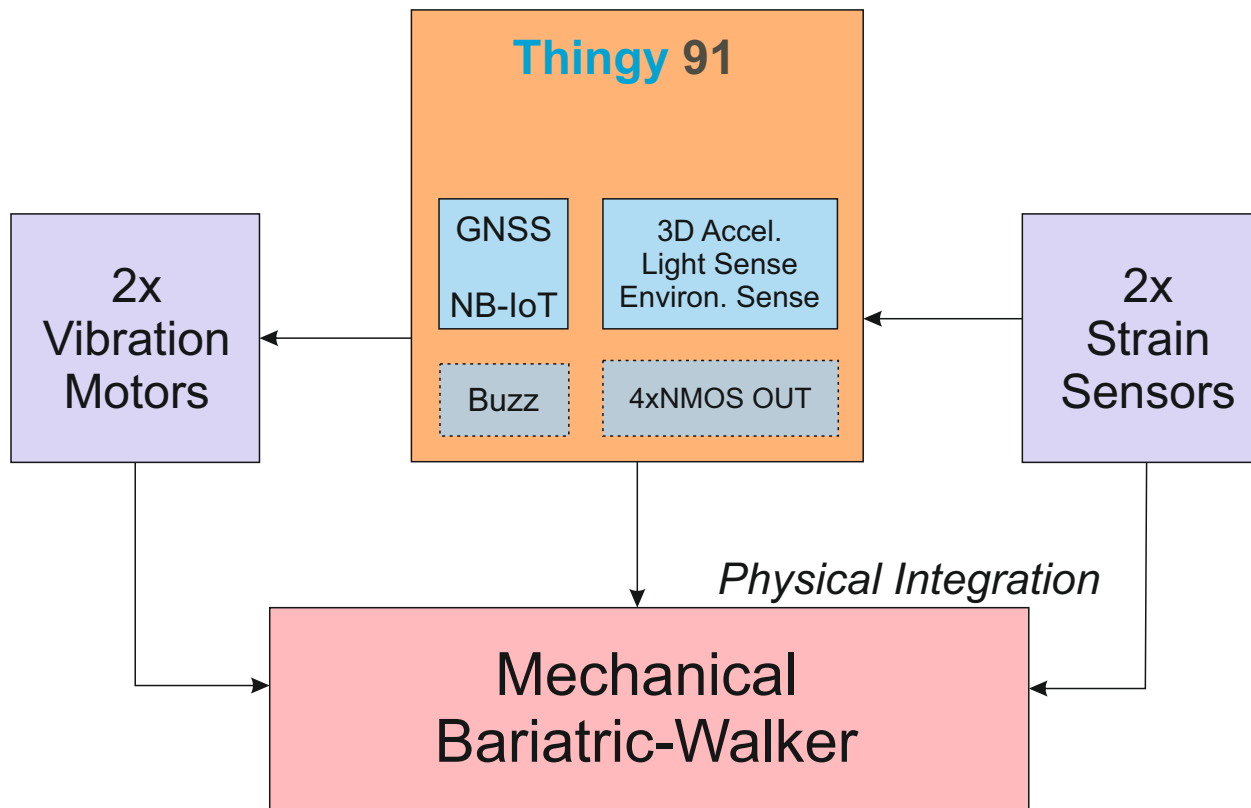 Thingy 91
GNSS
NB-IoT
3D Accel.
Light Sense
Environ. Sense
Buzz
4xNMOS OUT
2x
Vibration
Motors
2x
Strain
Sensors
Physical Integration
Mechanical
Bariatric-Walker